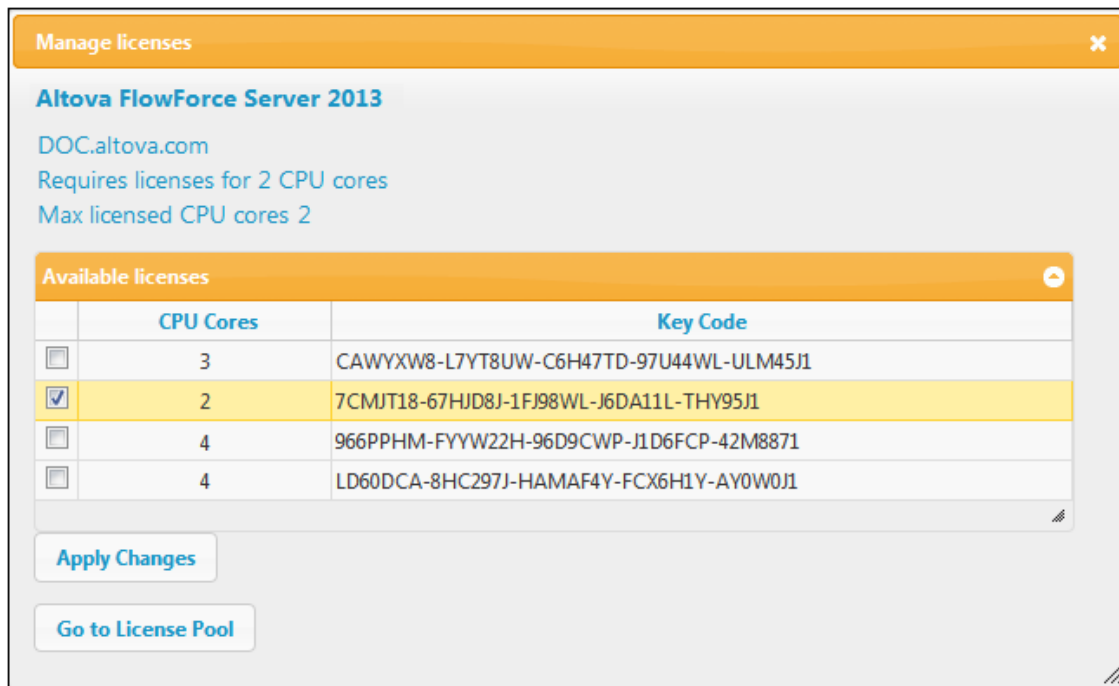 Manage licenses
Altova FlowForce Server 2013
DOC.altova.com
Requires licenses for 2 CPU cores
Max licensed CPU cores 2
Available licenses
CPU Cores Key Code
3 CAWYXW8-L7YT8UW-C6H47TD-97U44WL-ULM45J1
2 7CMJT18-67HJD8J-1FJ98WL-J6DA11L-THY95J1
4 966PPHM-FYYW22H-96D9CWP-J1D6FCP-42M8871
4 LD60DCA-8HC297J-HAMAF4Y-FCX6H1Y-AY0W0J1
Apply Changes
Go to License Pool